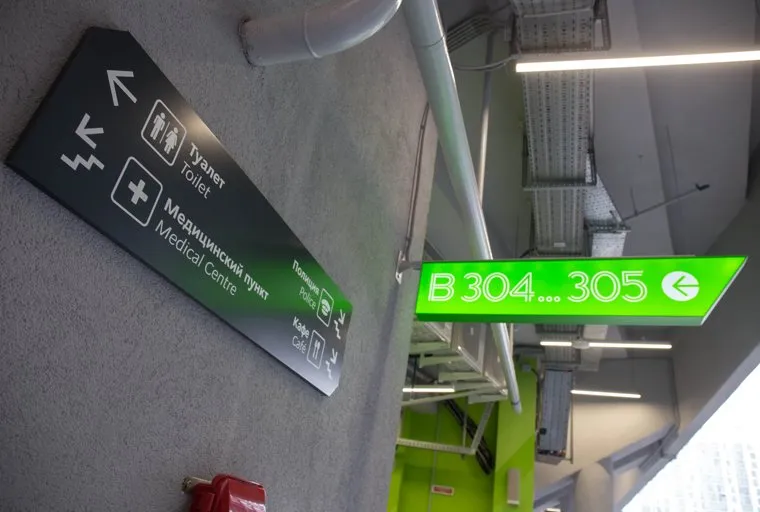 Туалет
Toilet
Медицинский пункт
Medical Centre
Полиция
Police
Кафе
Café
B 304... 305